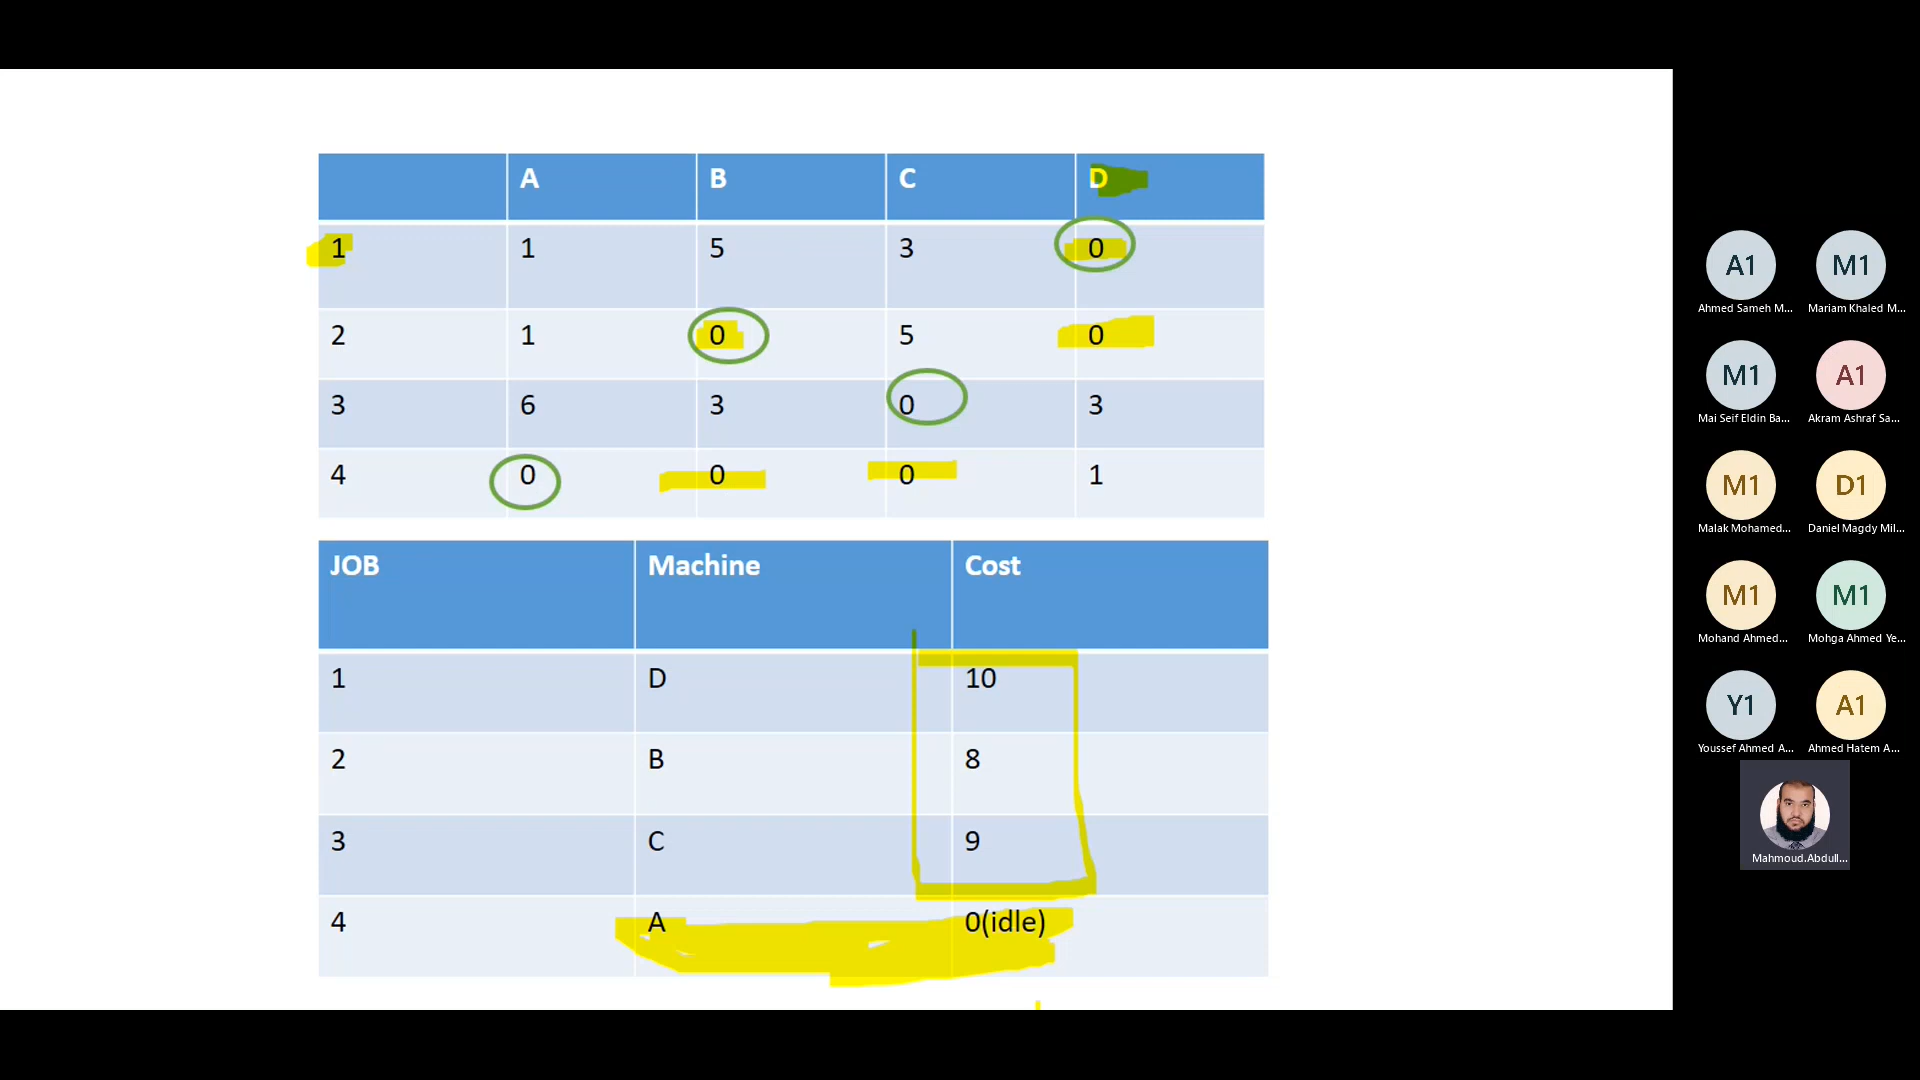 A B C D
1 1 5 3 0
2 1 0 5 0
3 6 3 0 3
4 0 0 0 1
JOB Machine Cost
1 D 10
2 B 8
3 C 9
4 A 0(idle)
A1 M1
Ahmed Sameh M... Mariam Khaled M...
M1 A1
Mai Seif Eldin Ba... Akram Ashraf Sa...
M1 D1
Malak Mohamed... Daniel Magdy Mil...
M1 M1
Mohand Ahmed... Mohga Ahmed Ye...
Y1 A1
Youssef Ahmed A... Ahmed Hatem A...
Mahmoud.Abdull...